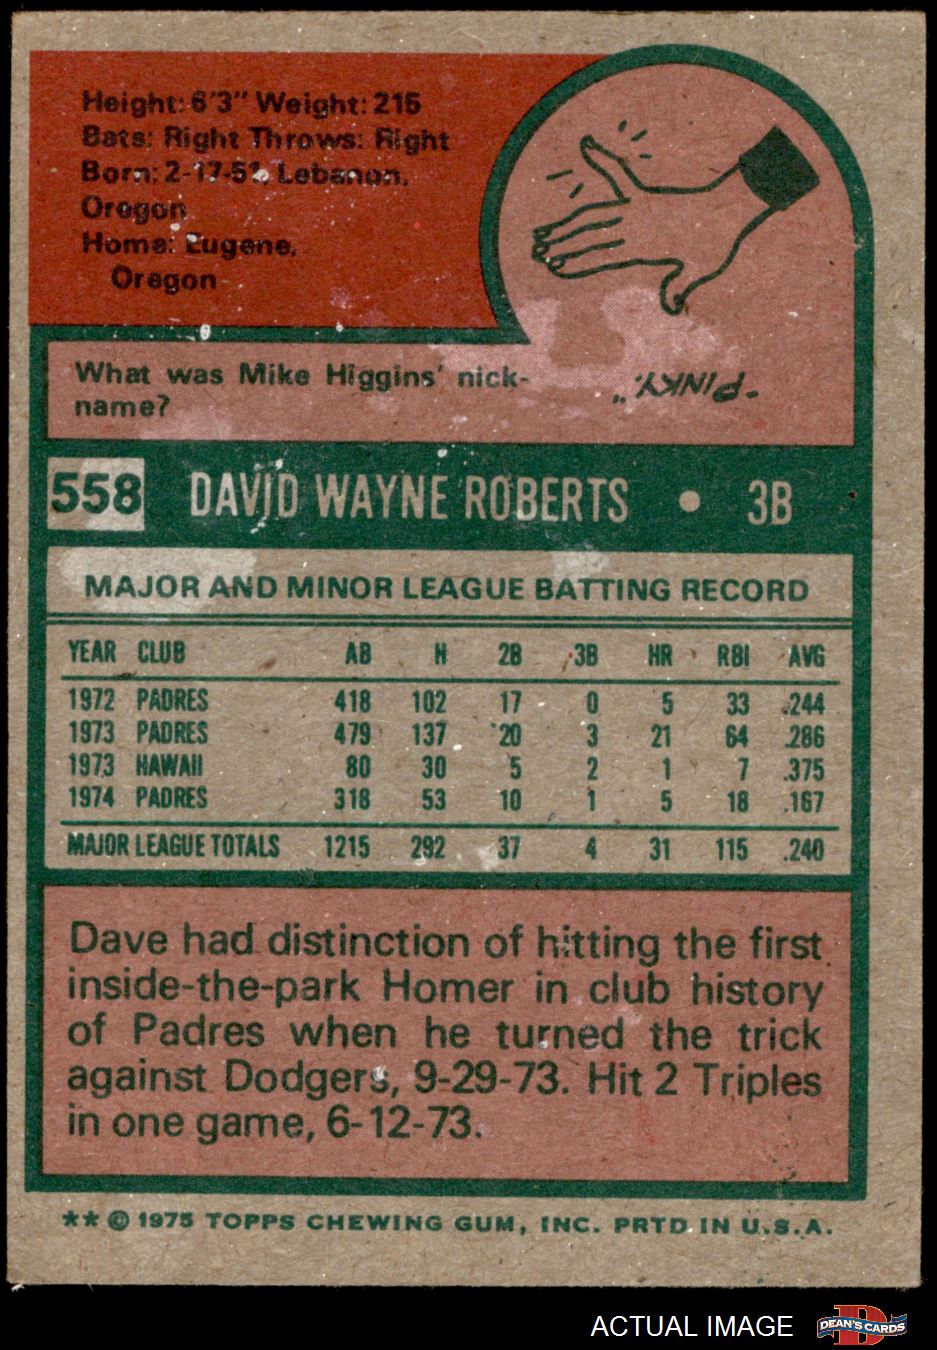 Height: 6'3" Weight: 215
Bats: Right Throws: Right
Born: 2-17-51, Lebanon,
Oregon
Home: Eugene,
Oregon
What was Mike Higgins' nick-
name?
"PINKY."
558 DAVID WAYNE ROBERTS • 3B
MAJOR AND MINOR LEAGUE BATTING RECORD
YEAR CLUB AB H 2B 3B HR RBI AVG
1972 PADRES 418 102 17 0 5 33 .244
1973 PADRES 479 137 20 3 21 64 .286
1973 HAWAII 80 30 5 2 1 7 .375
1974 PADRES 318 53 10 1 5 18 .167
MAJOR LEAGUE TOTALS 1215 292 37 4 31 115 .240
Dave had distinction of hitting the first
inside-the-park Homer in club history
of Padres when he turned the trick
against Dodgers, 9-29-73. Hit 2 Triples
in one game, 6-12-73.
** © 1975 TOPPS CHEWING GUM, INC. PRTD. IN U.S.A.
ACTUAL IMAGE
DEAN'S CARDS